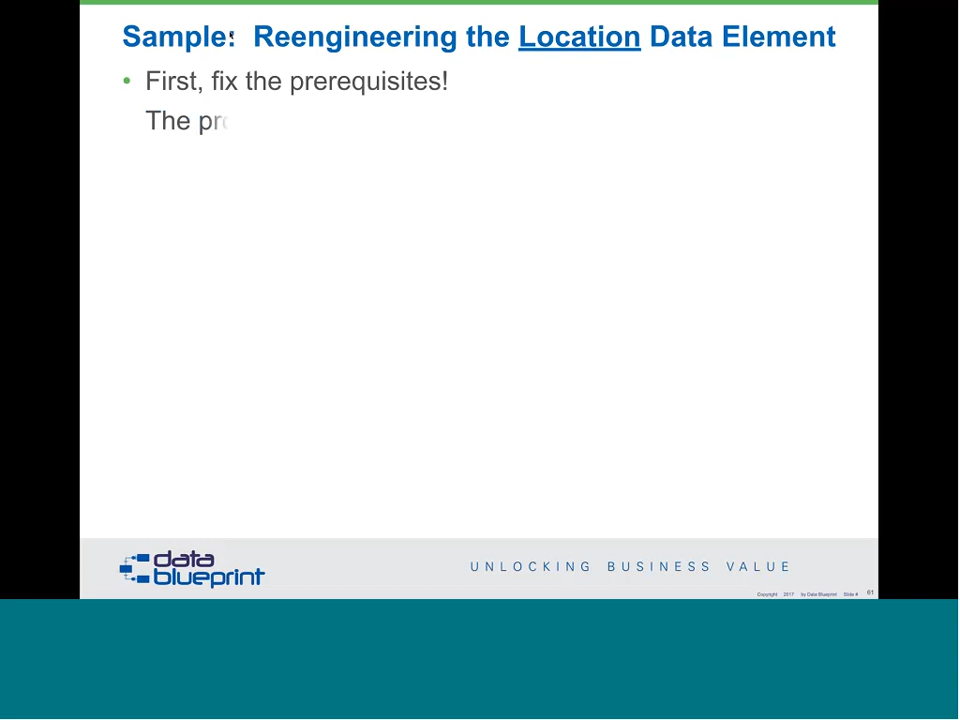 Sample: Reengineering the Location Data Element
• First, fix the prerequisites!
The pro
data
blueprint
UNLOCKING BUSINESS VALUE
Copyright 2017 by Data Blueprint Slide # 61